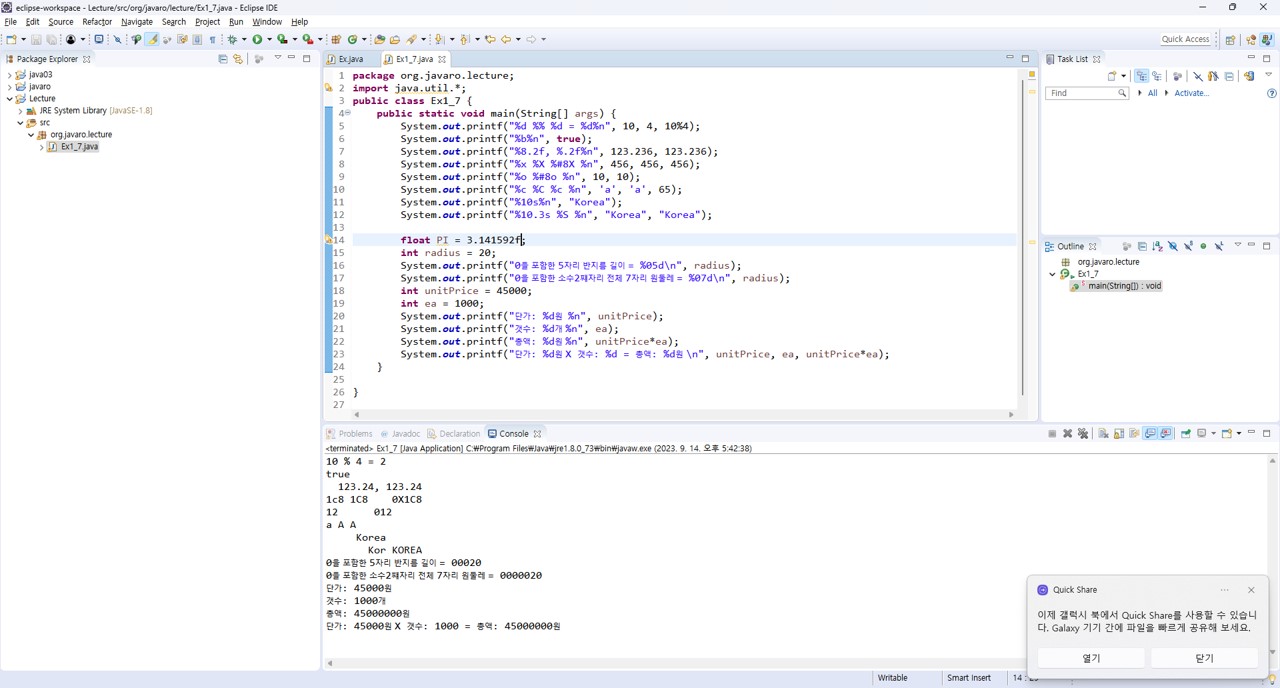 eclipse-workspace - Lecture/src/org/javaro/lecture/Ex1_7.java - Eclipse IDE
File Edit Source Refactor Navigate Search Project Run Window Help
Quick Access
Package Explorer
java03
javaro
Lecture
JRE System Library [JavaSE-1.8]
src
org.javaro.lecture
Ex1_7.java
Ex.java Ex1_7.java
1 package org.javaro.lecture;
2 import java.util.*;
3 public class Ex1_7 {
4 public static void main(String[] args) {
5 System.out.printf("%d %% %d = %d%n", 10, 4, 10%4);
6 System.out.printf("%b%n", true);
7 System.out.printf("%8.2f, %.2f%n", 123.236, 123.236);
8 System.out.printf("%x %X %#8X %n", 456, 456, 456);
9 System.out.printf("%o %#8o %n", 10, 10);
10 System.out.printf("%c %C %c %n", 'a', 'a', 65);
11 System.out.printf("%10s%n", "Korea");
12 System.out.printf("%10.3s %S %n", "Korea", "Korea");
13
14 float PI = 3.141592f;
15 int radius = 20;
16 System.out.printf("0을 포함한 5자리 반지름 길이 = %05d\n", radius);
17 System.out.printf("0을 포함한 소수2째자리 전체 7자리 원둘레 = %07d\n", radius);
18 int unitPrice = 45000;
19 int ea = 1000;
20 System.out.printf("단가: %d원 %n", unitPrice);
21 System.out.printf("갯수: %d개 %n", ea);
22 System.out.printf("총액: %d원 %n", unitPrice*ea);
23 System.out.printf("단가: %d원 X 갯수: %d = 총액: %d원 \n", unitPrice, ea, unitPrice*ea);
24 }
25
26 }
27
Task List
Find All Activate...
Outline
org.javaro.lecture
Ex1_7
main(String[]) : void
Problems Javadoc Declaration Console
<terminated> Ex1_7 [Java Application] C:₩Program Files₩Java₩jre1.8.0_73₩bin₩javaw.exe (2023. 9. 14. 오후 5:42:38)
10 % 4 = 2
true
123.24, 123.24
1c8 1C8 0X1C8
12 012
a A A
Korea
Kor KOREA
0을 포함한 5자리 반지름 길이 = 00020
0을 포함한 소수2째자리 전체 7자리 원둘레 = 0000020
단가: 45000원
갯수: 1000개
총액: 45000000원
단가: 45000원 X 갯수: 1000 = 총액: 45000000원
Quick Share
이제 갤럭시 북에서 Quick Share를 사용할 수 있습니
다. Galaxy 기기 간에 파일을 빠르게 공유해 보세요.
열기 닫기
Writable Smart Insert 14 :